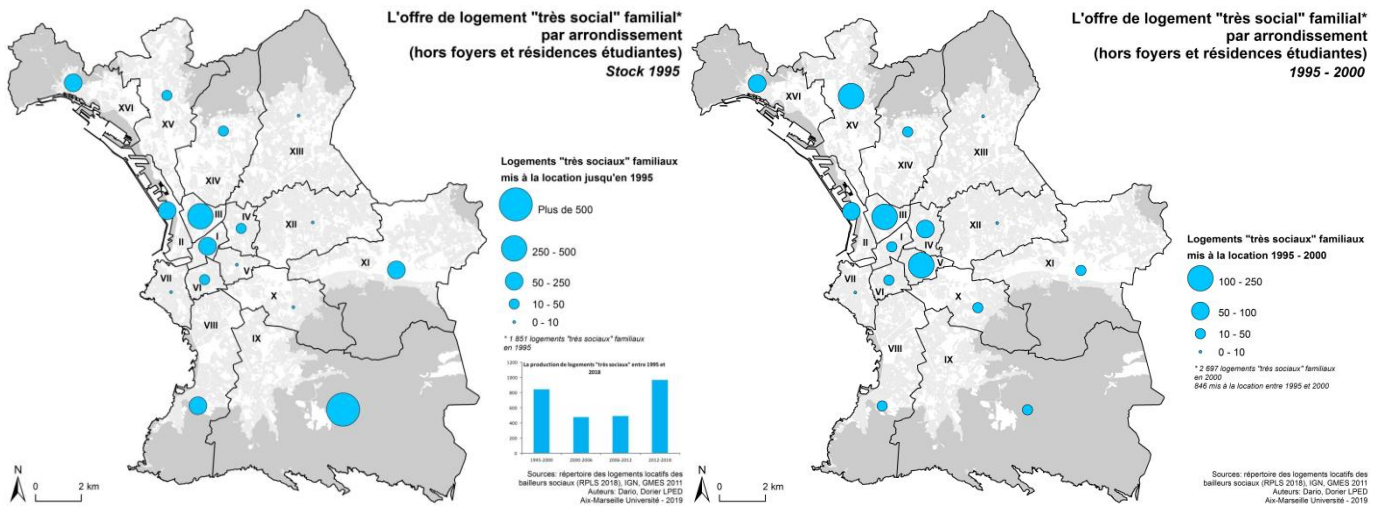 L'offre de logement "très social" familial*
par arrondissement
(hors foyers et résidences étudiantes)
Stock 1995
XVI
XV
XIII
XIV
III
IV
XII
II
I
XI
V
VII
VI
X
VIII
IX
Logements "très sociaux" familiaux
mis à la location jusqu'en 1995
Plus de 500
250 - 500
50 - 250
10 - 50
0 - 10
* 1 851 logements "très sociaux" familiaux
en 1995
La production de logements "très sociaux" entre 1995 et
2018
1200
1000
800
600
400
200
0
1995-2000
2000-2006
2006-2012
2012-2018
N
0 2 km
Sources: répertoire des logements locatifs des
bailleurs sociaux (RPLS 2018), IGN, GMES 2011
Auteurs: Dario, Dorier LPED
Aix-Marseille Université - 2019
L'offre de logement "très social" familial*
par arrondissement
(hors foyers et résidences étudiantes)
1995 - 2000
XVI
XV
XIII
XIV
III
XII
I
II
IV
XI
V
VII
VI
X
VIII
IX
Logements "très sociaux" familiaux
mis à la location 1995 - 2000
100 - 250
50 - 100
10 - 50
0 - 10
* 2 697 logements "très sociaux" familiaux
en 2000
846 mis à la location entre 1995 et 2000
N
0 2 km
Sources: répertoire des logements locatifs des
bailleurs sociaux (RPLS 2018), IGN, GMES 2011
Auteurs: Dario, Dorier LPED
Aix-Marseille Université - 2019